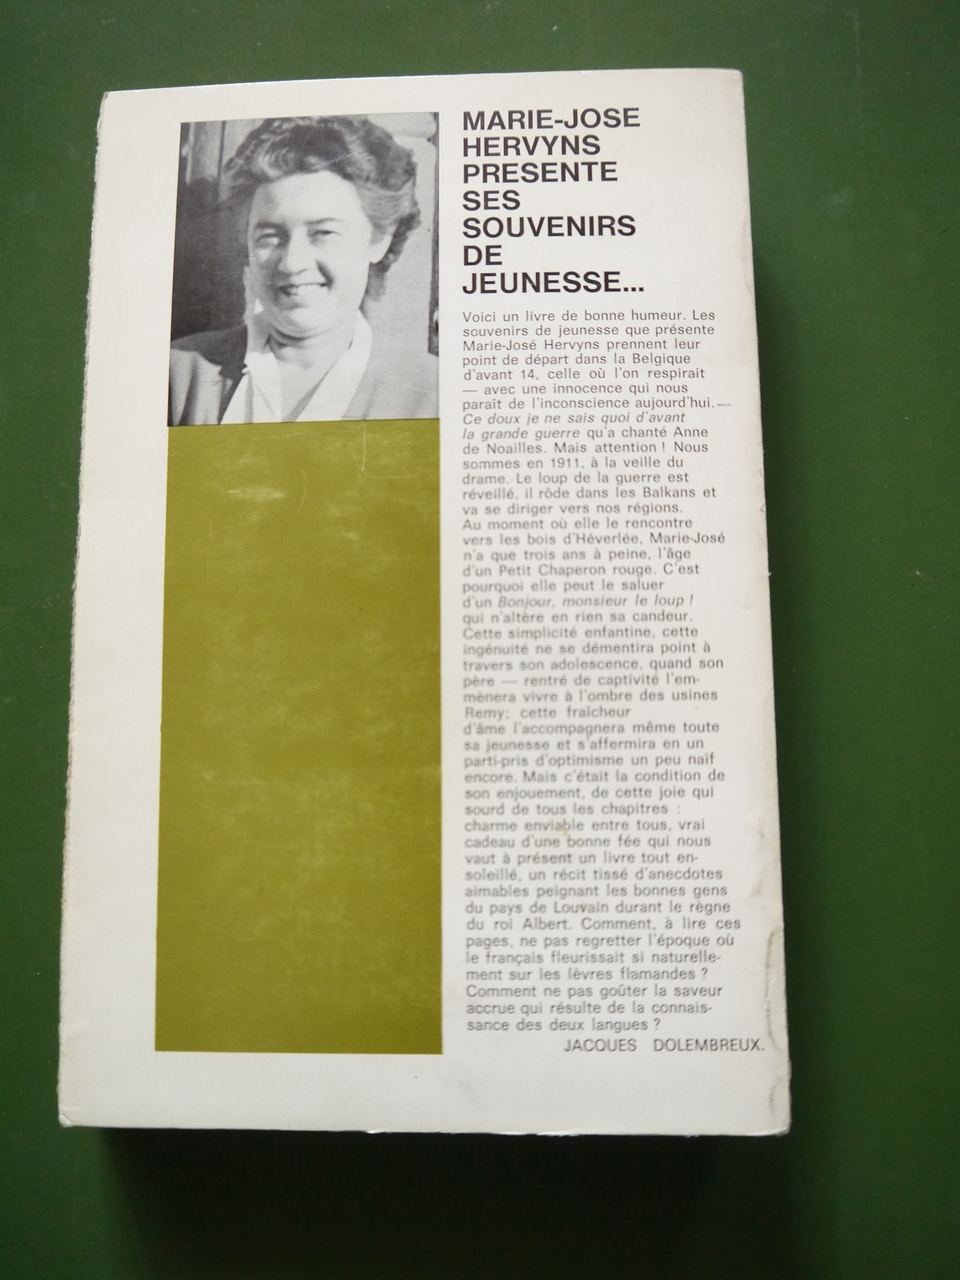 MARIE-JOSE
HERVYNS
PRESENTE
SES
SOUVENIRS
DE
JEUNESSE...
Voici un livre de bonne humeur. Les
souvenirs de jeunesse que présente
Marie-José Hervyns prennent leur
point de départ dans la Belgique
d'avant 14, celle où l'on respirait
— avec une innocence qui nous
paraît de l'inconscience aujourd'hui. —
Ce doux je ne sais quoi d'avant
la grande guerre qu'a chanté Anne
de Noailles. Mais attention ! Nous
sommes en 1911, à la veille du
drame. Le loup de la guerre est
réveillé, il rôde dans les Balkans et
va se diriger vers nos régions.
Au moment où elle le rencontre
vers les bois d'Héverlée, Marie-José
n'a que trois ans à peine, l'âge
d'un Petit Chaperon rouge. C'est
pourquoi elle peut le saluer
d'un Bonjour, monsieur le loup !
qui n'altère en rien sa candeur.
Cette simplicité enfantine, cette
ingénuité ne se démentira point à
travers son adolescence, quand son
père — rentré de captivité l'em-
mènera vivre à l'ombre des usines
Remy; cette fraîcheur
d'âme l'accompagnera même toute
sa jeunesse et s'affermira en un
parti-pris d'optimisme un peu naïf
encore. Mais c'était la condition de
son enjouement, de cette joie qui
sourd de tous les chapitres :
charme enviable entre tous, vrai
cadeau d'une bonne fée qui nous
vaut à présent un livre tout en-
soleillé, un récit tissé d'anecdotes
aimables peignant les bonnes gens
du pays de Louvain durant le règne
du roi Albert. Comment, à lire ces
pages, ne pas regretter l'époque où
le français fleurissait si naturelle-
ment sur les lèvres flamandes ?
Comment ne pas goûter la saveur
accrue qui résulte de la connais-
sance des deux langues ?
JACQUES DOLEMBREUX.